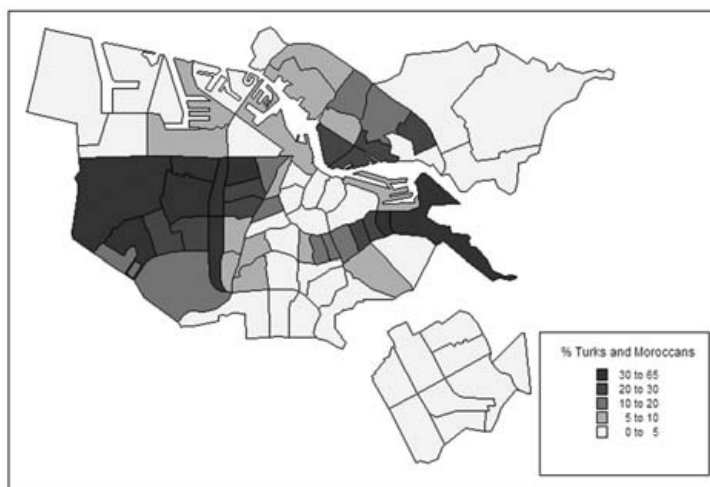 % Turks and Moroccans
30 to 65
20 to 30
10 to 20
5 to 10
0 to 5